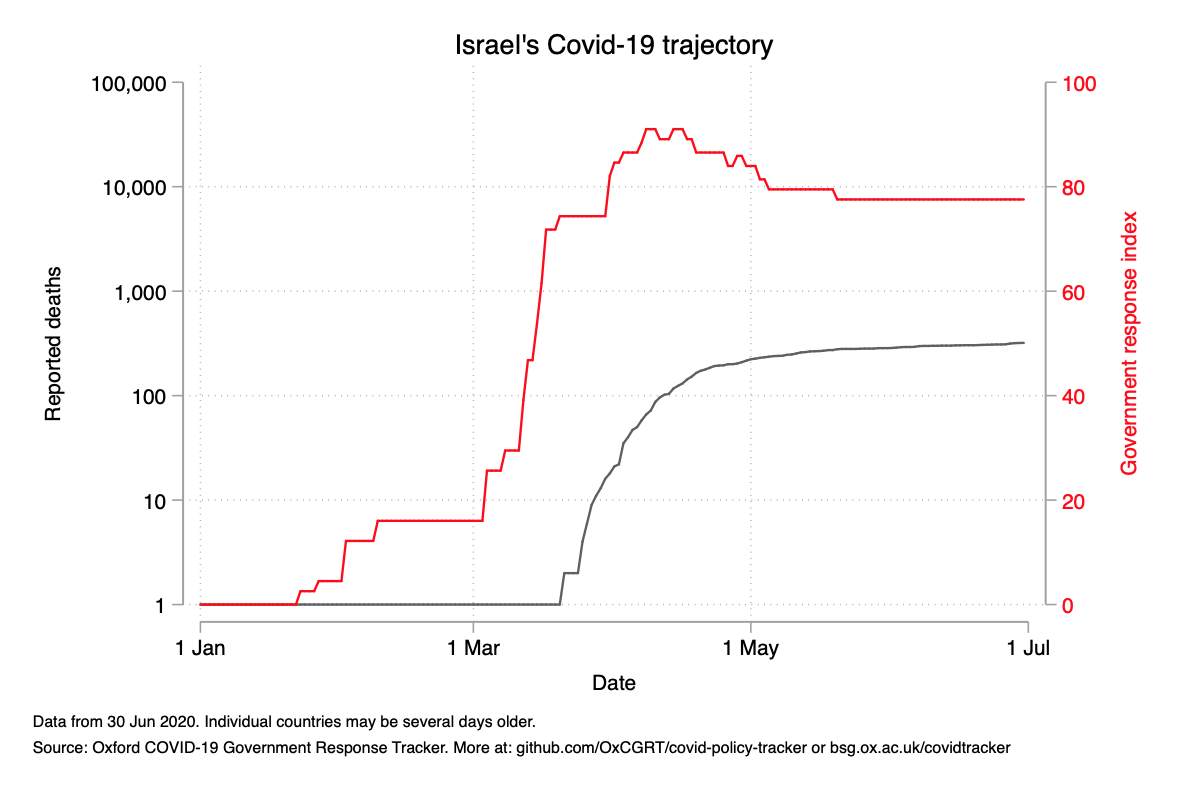 Israel's Covid-19 trajectory
100,000
10,000
1,000
100
10
1
Reported deaths
100
80
60
40
20
0
Government response index
1 Jan
1 Mar
1 May
1 Jul
Date
Data from 30 Jun 2020. Individual countries may be several days older.
Source: Oxford COVID-19 Government Response Tracker. More at: github.com/OxCGRT/covid-policy-tracker or bsg.ox.ac.uk/covidtracker